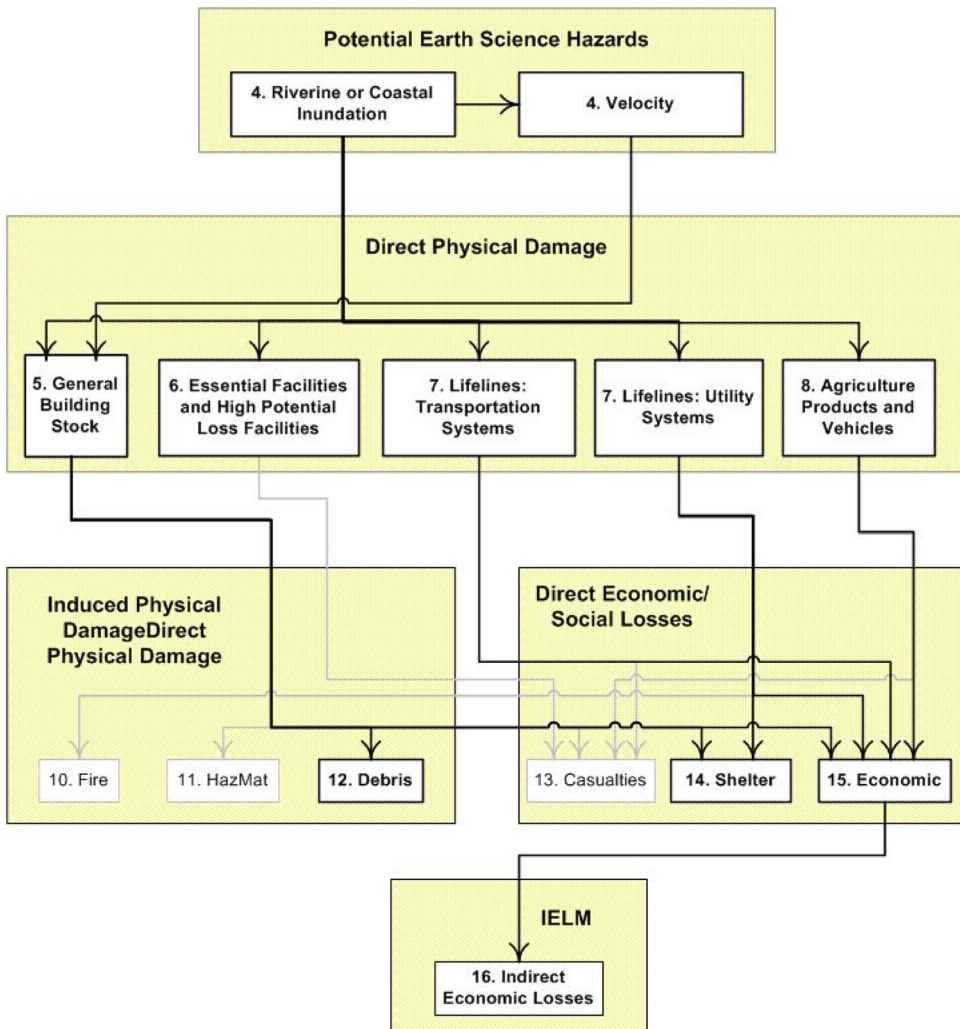 Potential Earth Science Hazards
4. Riverine or Coastal
Inundation
4. Velocity
Direct Physical Damage
5. General
Building
Stock
6. Essential Facilities
and High Potential
Loss Facilities
7. Lifelines:
Transportation
Systems
7. Lifelines: Utility
Systems
8. Agriculture
Products and
Vehicles
Induced Physical
DamageDirect
Physical Damage
10. Fire
11. HazMat
12. Debris
Direct Economic/
Social Losses
13. Casualties
14. Shelter
15. Economic
IELM
16. Indirect
Economic Losses